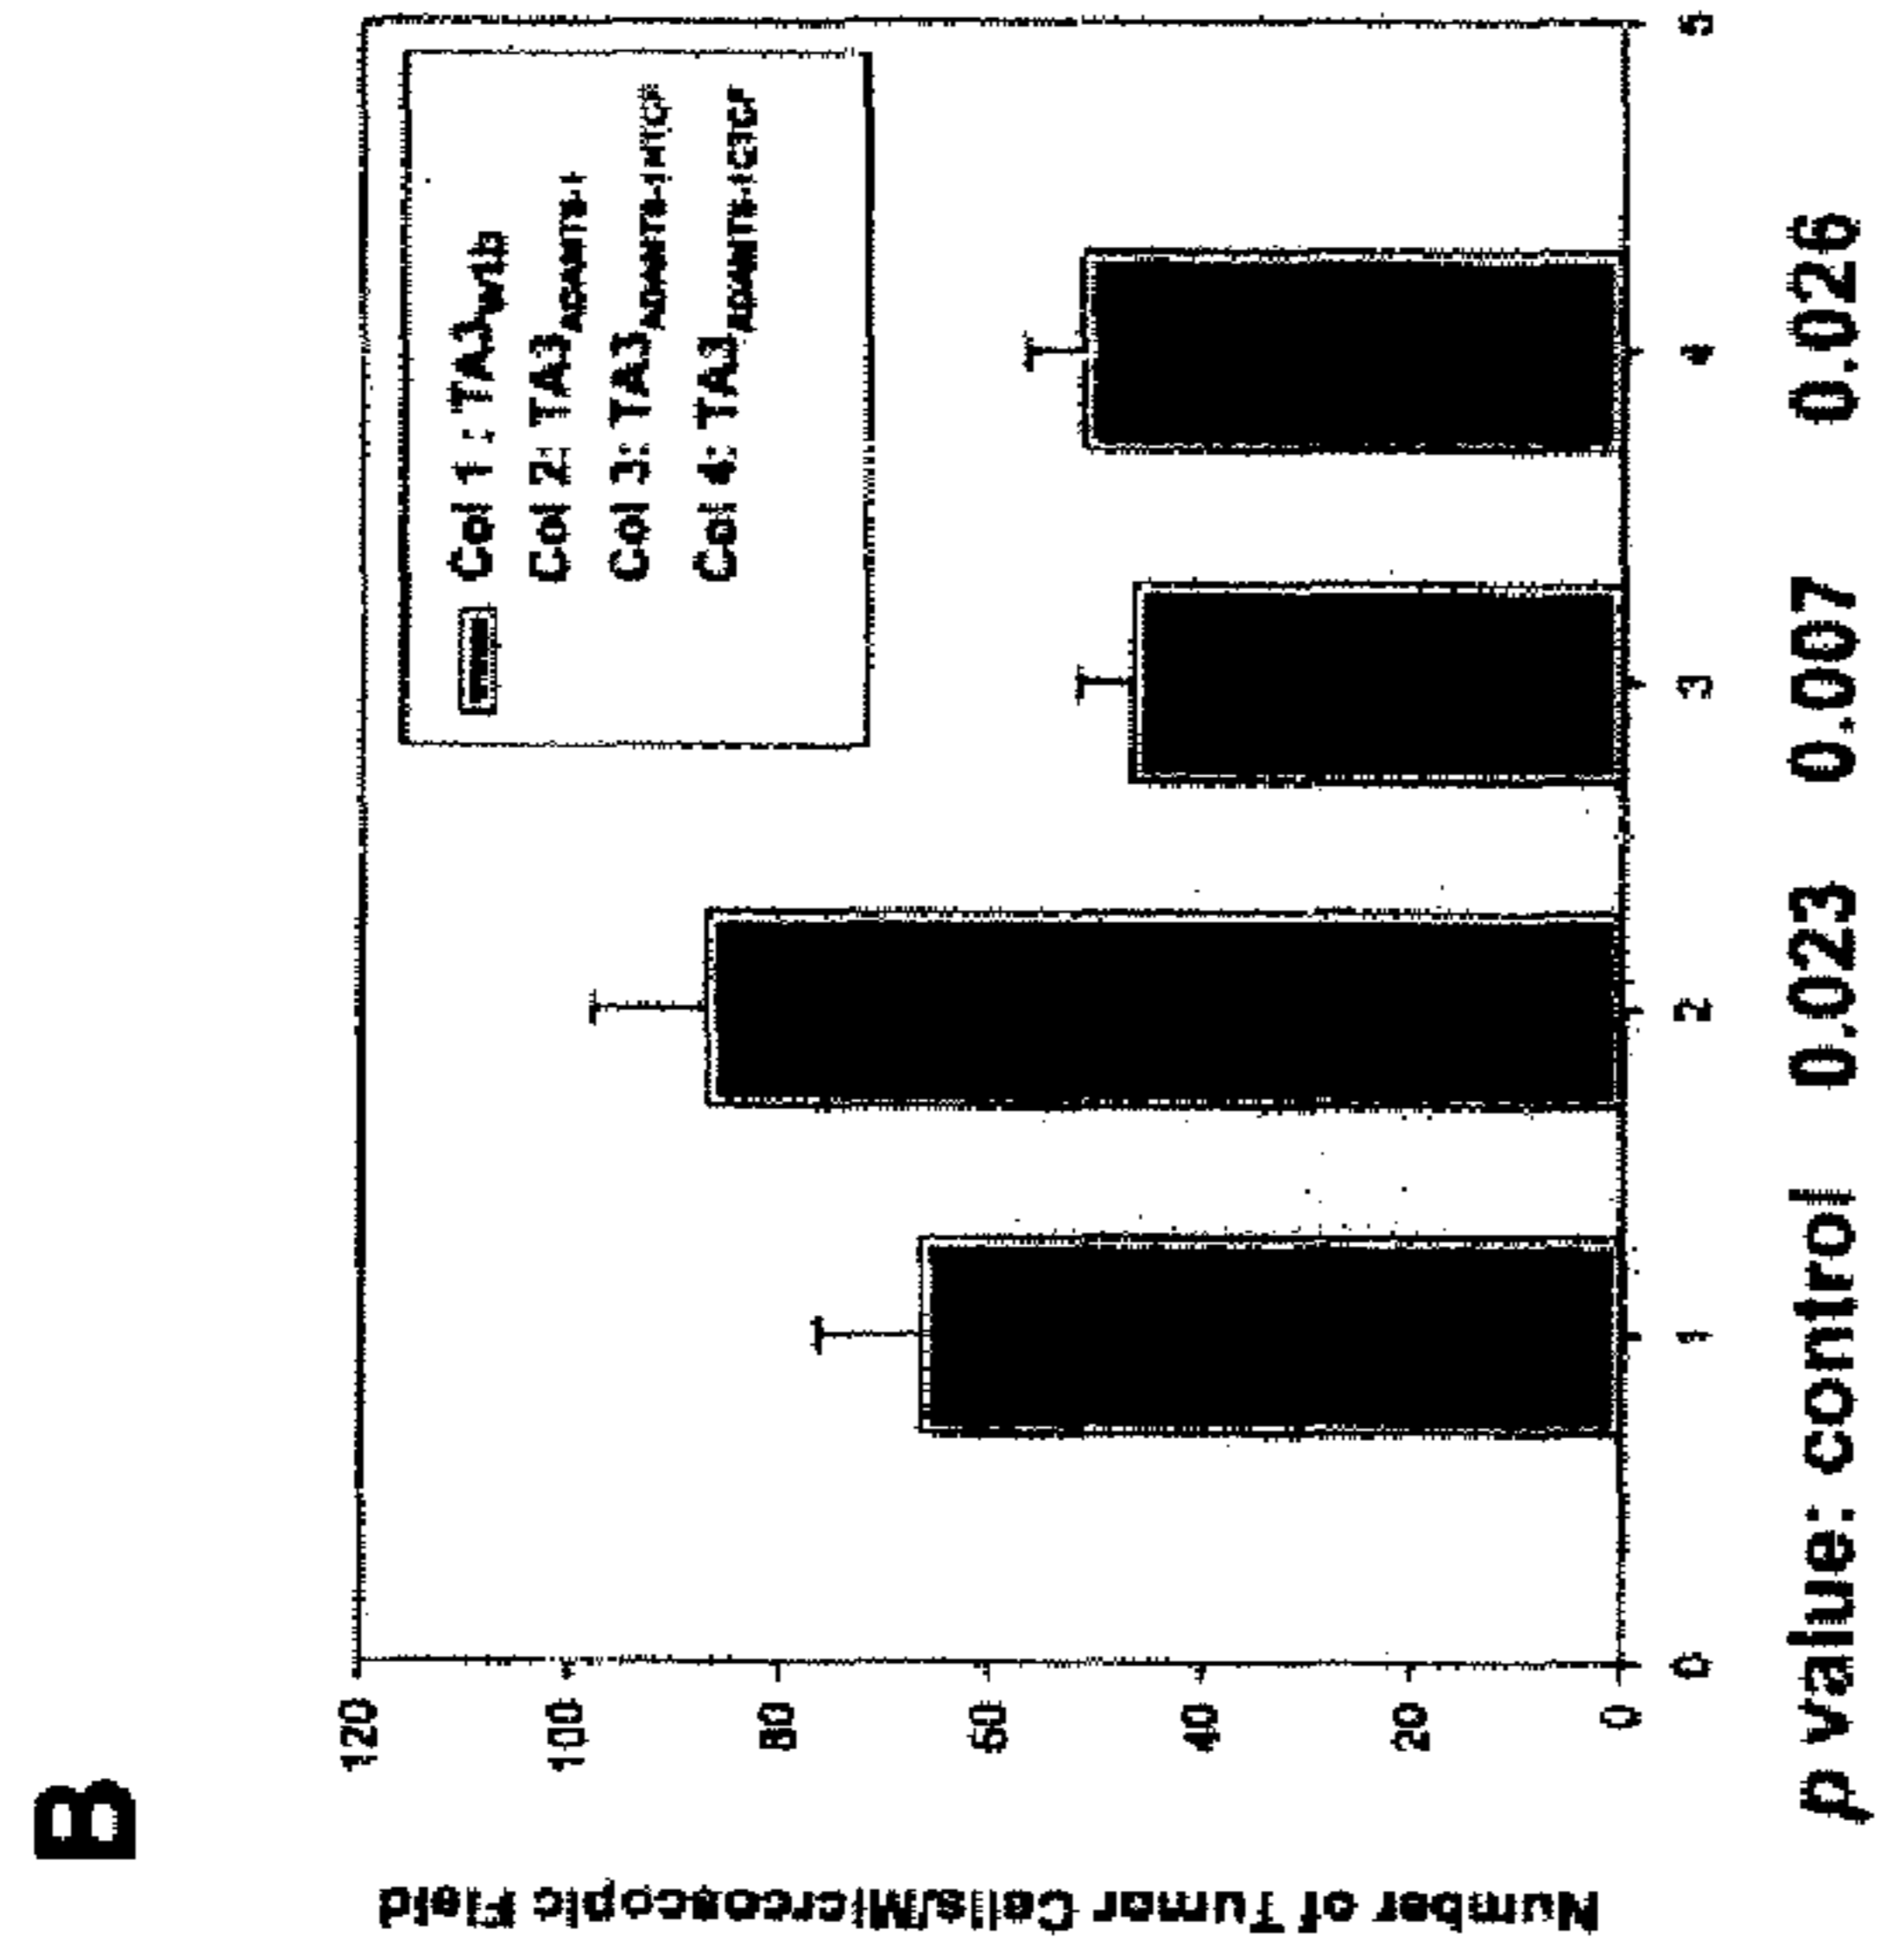 B
Number of Tumor Cells/Mircoscopic Field
120
100
80
60
40
20
0
Col 1 : TA3
Col 2: TA3
Col 3: TA3
Col 4: TA3
0 1 2 3 4 5
p value: control 0,023 0.007 0.026